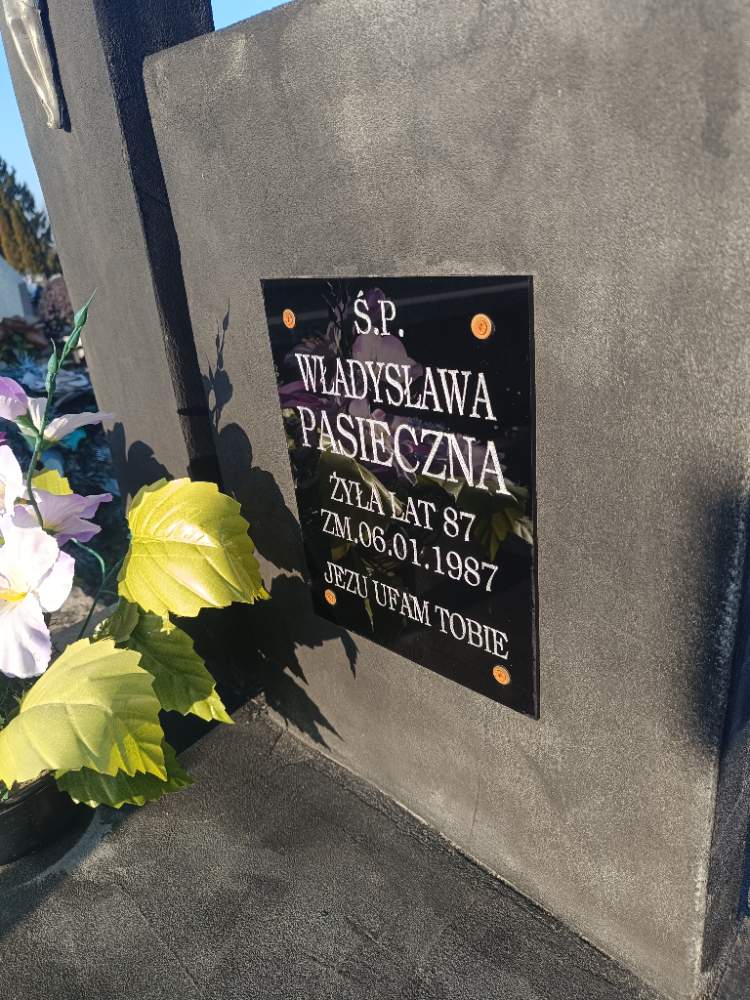 Ś.P.
WŁADYSŁAWA
PASIECZNA
ŻYŁA LAT 87
ZM.06.01.1987
JEZU UFAM TOBIE